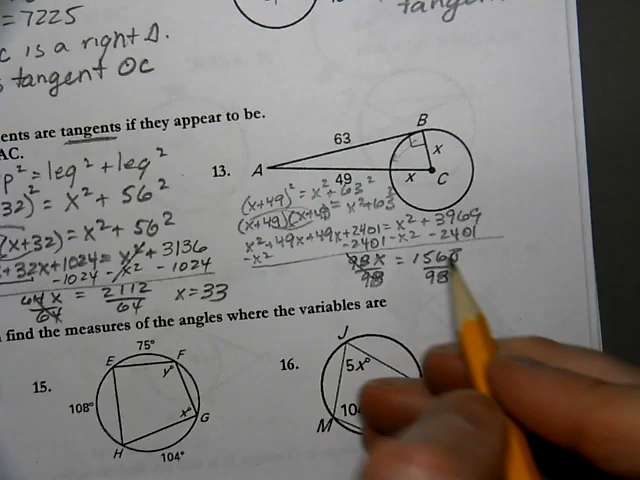 = 7225
tangent
c is a right Δ.
tangent ⊙C
ents are tangents if they appear to be.
AC.
p² = leg² + leg²
32)² = x² + 56²
(x+32) = x² + 56²
+32x+1024 = x² + 3136
-1024 -x² -1024
64x = 2112
64 64
x = 33
13.
A
B
C
63
49
x
x
(x+49)² = x² + 63²
(x+49)(x+49) = x² + 63²
x² + 49x + 49x + 2401 = x² + 3969
-x² -2401 -x² -2401
98x = 1568
98 98
find the measures of the angles where the variables are
15.
75°
E
F
y°
108°
x°
G
H
104°
16.
J
5x°
10
M